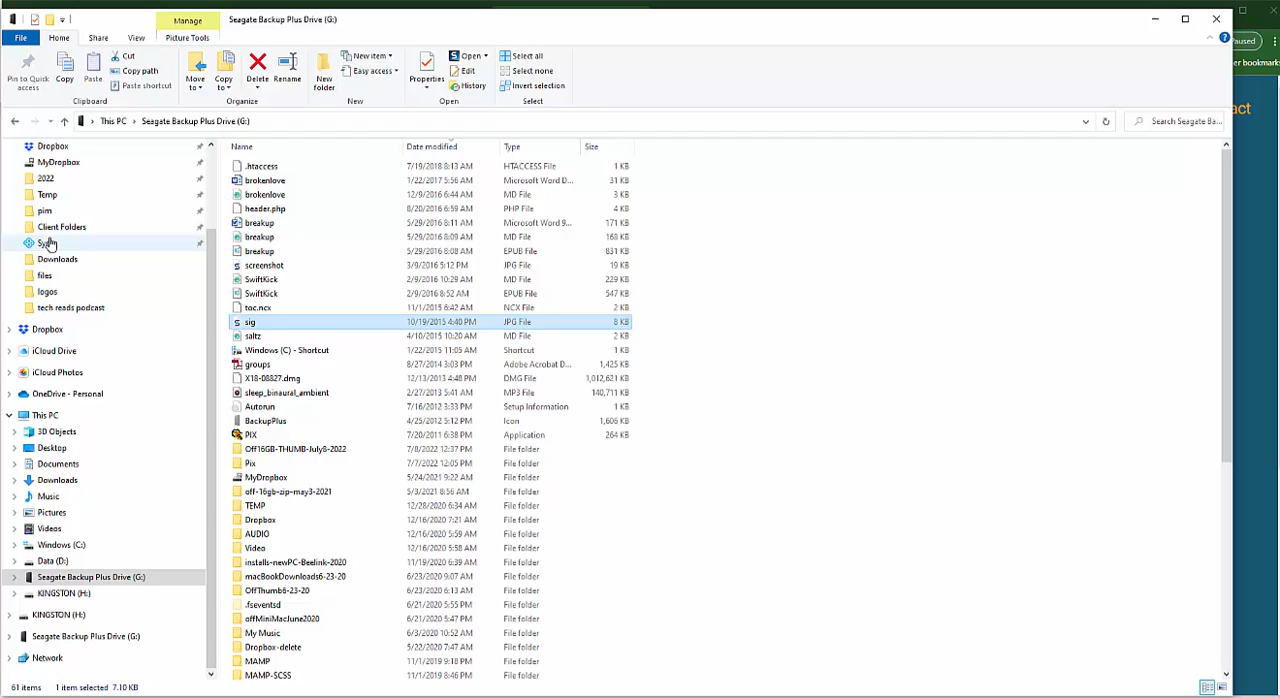 Manage
Seagate Backup Plus Drive (G:)
File
Home
Share
View
Picture Tools
Paused
Pin to Quick access
Copy
Paste
Cut
Copy path
Paste shortcut
Clipboard
Move to
Copy to
Delete
Rename
Organize
New folder
New item
Easy access
New
Properties
Open
Edit
History
Open
Select all
Select none
Invert selection
Select
er bookmarks
act
This PC > Seagate Backup Plus Drive (G:)
Search Seagate Ba...
Dropbox
MyDropbox
2022
Temp
pim
Client Folders
Downloads
files
logos
tech reads podcast
Dropbox
iCloud Drive
iCloud Photos
OneDrive - Personal
This PC
3D Objects
Desktop
Documents
Downloads
Music
Pictures
Videos
Windows (C:)
Data (D:)
Seagate Backup Plus Drive (G:)
KINGSTON (H:)
KINGSTON (H:)
Seagate Backup Plus Drive (G:)
Network
Name Date modified Type Size
.htaccess 7/19/2018 8:13 AM HTACCESS File 1 KB
brokenlove 1/22/2017 5:56 AM Microsoft Word D... 31 KB
brokenlove 12/9/2016 6:44 AM MD File 3 KB
header.php 8/20/2016 6:59 AM PHP File 4 KB
breakup 5/29/2016 8:11 AM Microsoft Word 9... 171 KB
breakup 5/29/2016 8:09 AM MD File 168 KB
breakup 5/29/2016 8:08 AM EPUB File 831 KB
screenshot 3/9/2016 5:12 PM JPG File 19 KB
SwiftKick 2/9/2016 10:29 AM MD File 229 KB
SwiftKick 2/9/2016 8:52 AM EPUB File 547 KB
toc.ncx 11/1/2015 6:42 AM NCX File 2 KB
sig 10/19/2015 4:40 PM JPG File 8 KB
saltz 4/10/2015 10:20 AM MD File 2 KB
Windows (C) - Shortcut 1/22/2015 11:05 AM Shortcut 1 KB
groups 8/27/2014 3:03 PM Adobe Acrobat D... 1,425 KB
X18-08827.dmg 12/13/2013 4:48 PM DMG File 1,012,621 KB
sleep_binaural_ambient 2/27/2013 5:41 AM MP3 File 140,711 KB
Autorun 7/16/2012 3:33 PM Setup Information 1 KB
BackupPlus 4/25/2012 5:12 PM Icon 1,606 KB
PIX 7/20/2011 6:38 PM Application 264 KB
Off16GB-THUMB-July8-2022 7/8/2022 12:37 PM File folder
Pix 7/7/2022 12:05 PM File folder
MyDropbox 5/24/2021 9:22 AM File folder
off-16gb-zip-may3-2021 5/3/2021 8:56 AM File folder
TEMP 12/28/2020 6:34 AM File folder
Dropbox 12/16/2020 7:21 AM File folder
AUDIO 12/16/2020 5:59 AM File folder
Video 12/16/2020 5:58 AM File folder
installs-newPC-Beelink-2020 11/19/2020 6:39 AM File folder
macBookDownloads6-23-20 6/23/2020 9:07 AM File folder
OffThumb6-23-20 6/23/2020 6:13 AM File folder
.fseventsd 6/21/2020 5:55 PM File folder
offMiniMacJune2020 6/21/2020 5:47 PM File folder
My Music 6/3/2020 10:52 AM File folder
Dropbox-delete 5/22/2020 7:47 AM File folder
MAMP 11/1/2019 9:18 PM File folder
MAMP-SCSS 11/1/2019 8:46 PM File folder
61 items 1 item selected 7.10 KB